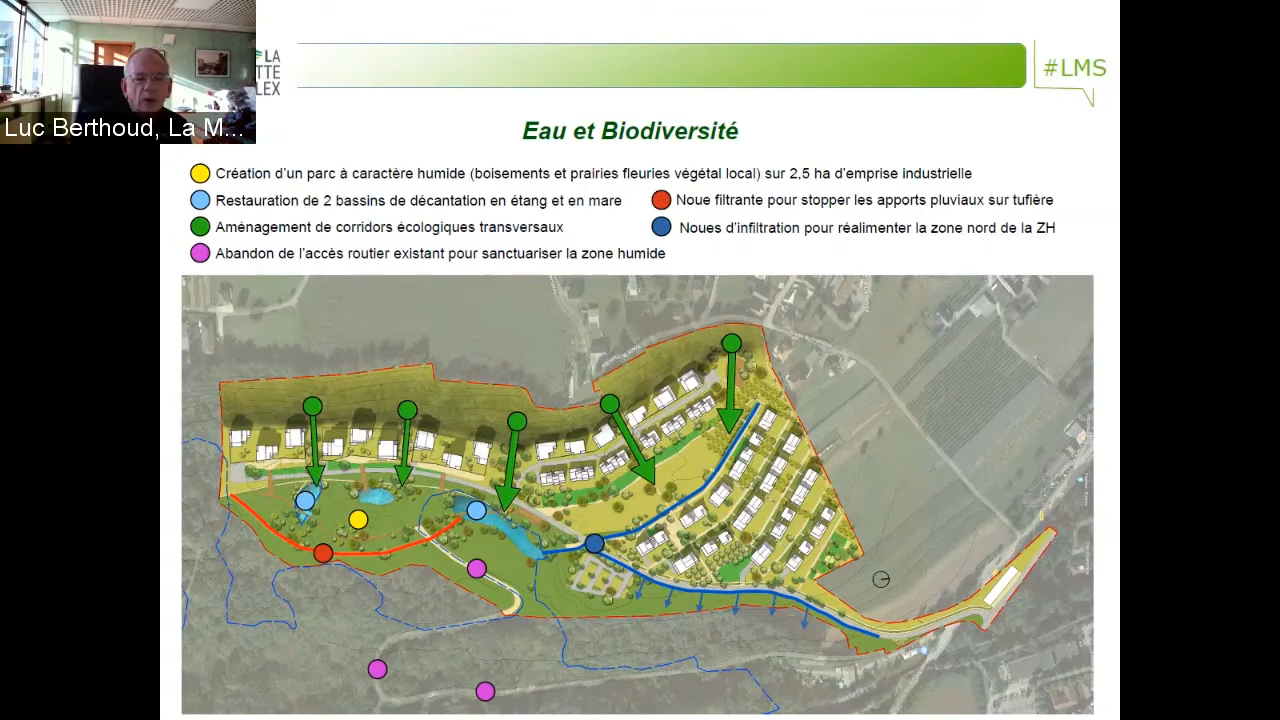 LA
TTE
LEX
#LMS
Luc Berthoud, La M...
Eau et Biodiversité
Création d'un parc à caractère humide (boisements et prairies fleuries végétal local) sur 2,5 ha d'emprise industrielle
Restauration de 2 bassins de décantation en étang et en mare
Noue filtrante pour stopper les apports pluviaux sur tufière
Aménagement de corridors écologiques transversaux
Noues d'infiltration pour réalimenter la zone nord de la ZH
Abandon de l'accès routier existant pour sanctuariser la zone humide